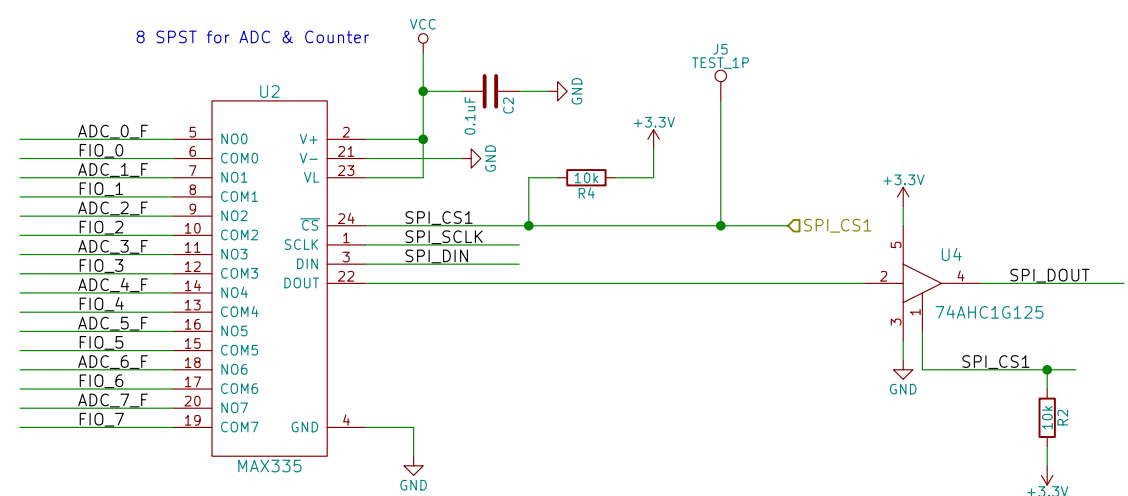 8 SPST for ADC & Counter
VCC
J5
TEST_1P
U2
0.1uF
C2
GND
+3.3V
ADC_0_F 5 NO0 V+ 2
FIO_0 6 COM0 V- 21 GND
ADC_1_F 7 NO1 VL 23
10k
R4
FIO_1 8 COM1
+3.3V
ADC_2_F 9 NO2 CS 24 SPI_CS1 SPI_CS1
FIO_2 10 COM2 SCLK 1 SPI_SCLK
ADC_3_F 11 NO3 DIN 3 SPI_DIN
5 U4
FIO_3 12 COM3 DOUT 22 2 4 SPI_DOUT
ADC_4_F 14 NO4
FIO_4 13 COM4
3 1 74AHC1G125
ADC_5_F 16 NO5
FIO_5 15 COM5
ADC_6_F 18 NO6 SPI_CS1
FIO_6 17 COM6 GND
ADC_7_F 20 NO7
FIO_7 19 COM7 GND 4
10k R2
MAX335
GND
+3.3V